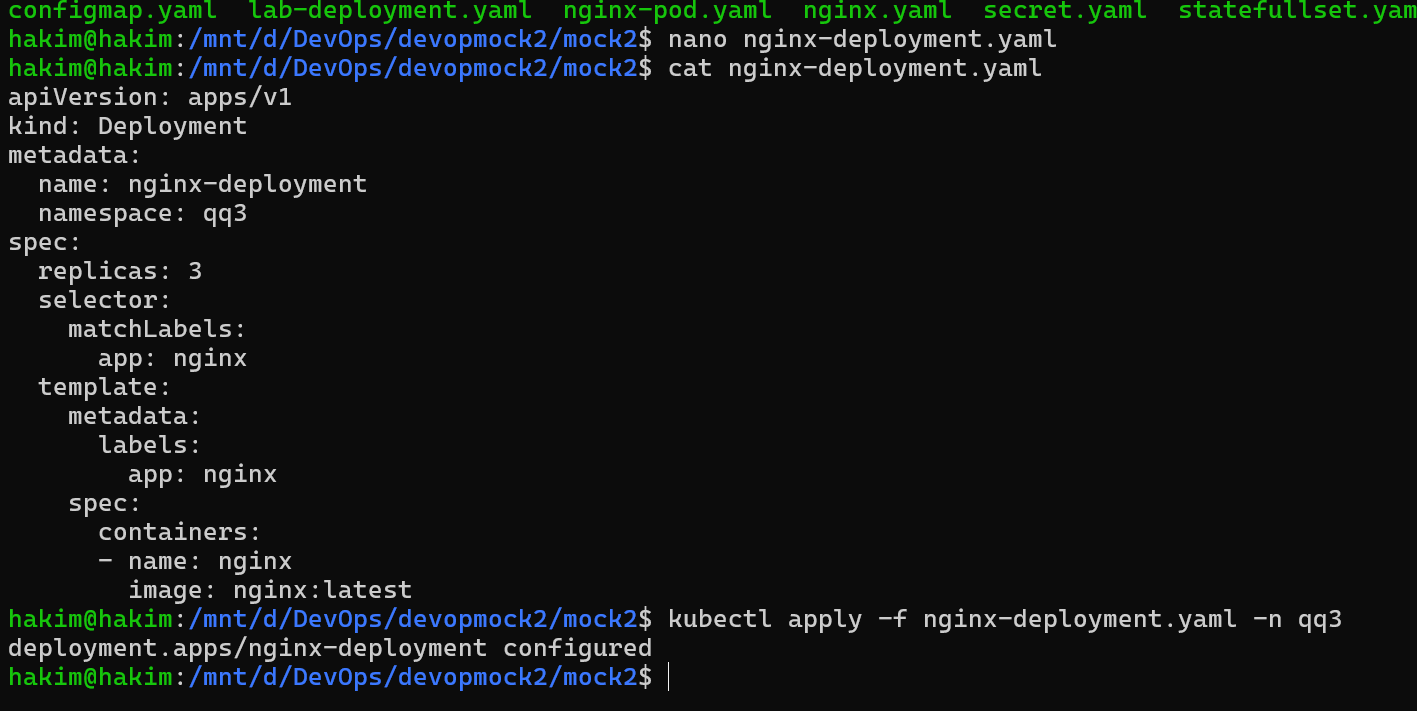 configmap.yaml  lab-deployment.yaml  nginx-pod.yaml  nginx.yaml  secret.yaml  statefullset.yam
hakim@hakim:/mnt/d/DevOps/devopmock2/mock2$ nano nginx-deployment.yaml
hakim@hakim:/mnt/d/DevOps/devopmock2/mock2$ cat nginx-deployment.yaml
apiVersion: apps/v1
kind: Deployment
metadata:
  name: nginx-deployment
  namespace: qq3
spec:
  replicas: 3
  selector:
    matchLabels:
      app: nginx
  template:
    metadata:
      labels:
        app: nginx
    spec:
      containers:
      - name: nginx
        image: nginx:latest
hakim@hakim:/mnt/d/DevOps/devopmock2/mock2$ kubectl apply -f nginx-deployment.yaml -n qq3
deployment.apps/nginx-deployment configured
hakim@hakim:/mnt/d/DevOps/devopmock2/mock2$